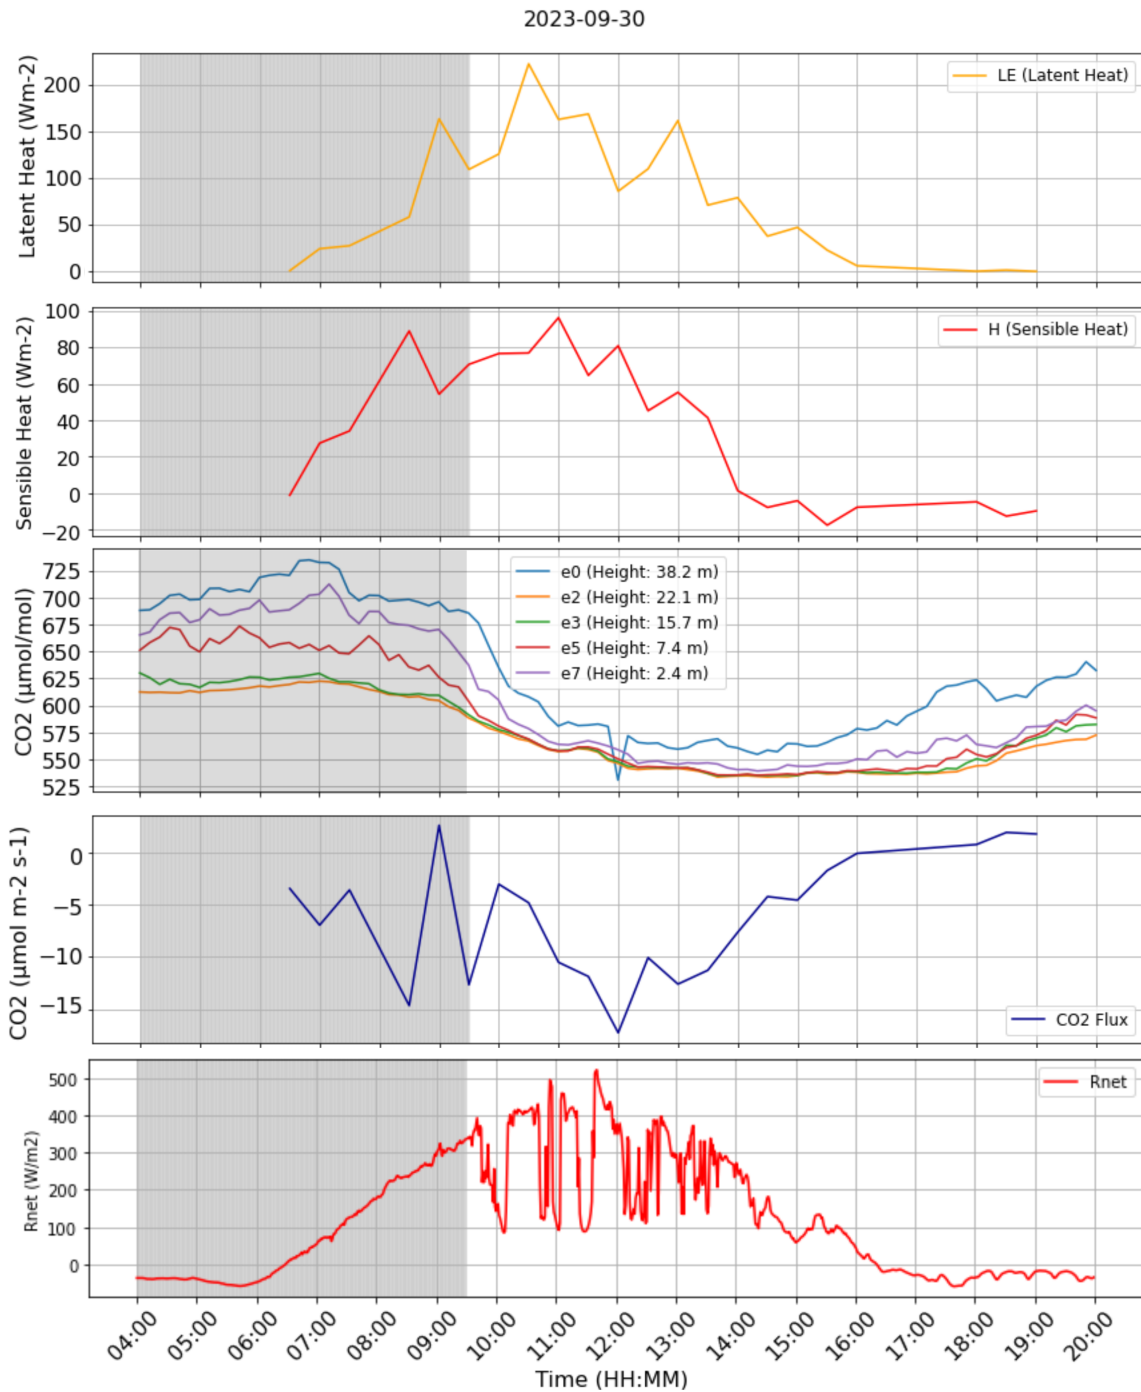 2023-09-30
Latent Heat (Wm-2)
200
150
100
50
0
LE (Latent Heat)
Sensible Heat (Wm-2)
100
80
60
40
20
0
−20
H (Sensible Heat)
CO2 (μmol/mol)
725
700
675
650
625
600
575
550
525
e0 (Height: 38.2 m)
e2 (Height: 22.1 m)
e3 (Height: 15.7 m)
e5 (Height: 7.4 m)
e7 (Height: 2.4 m)
CO2 (μmol m-2 s-1)
0
−5
−10
−15
CO2 Flux
Rnet (W/m2)
500
400
300
200
100
0
Rnet
04:00 05:00 06:00 07:00 08:00 09:00 10:00 11:00 12:00 13:00 14:00 15:00 16:00 17:00 18:00 19:00 20:00
Time (HH:MM)